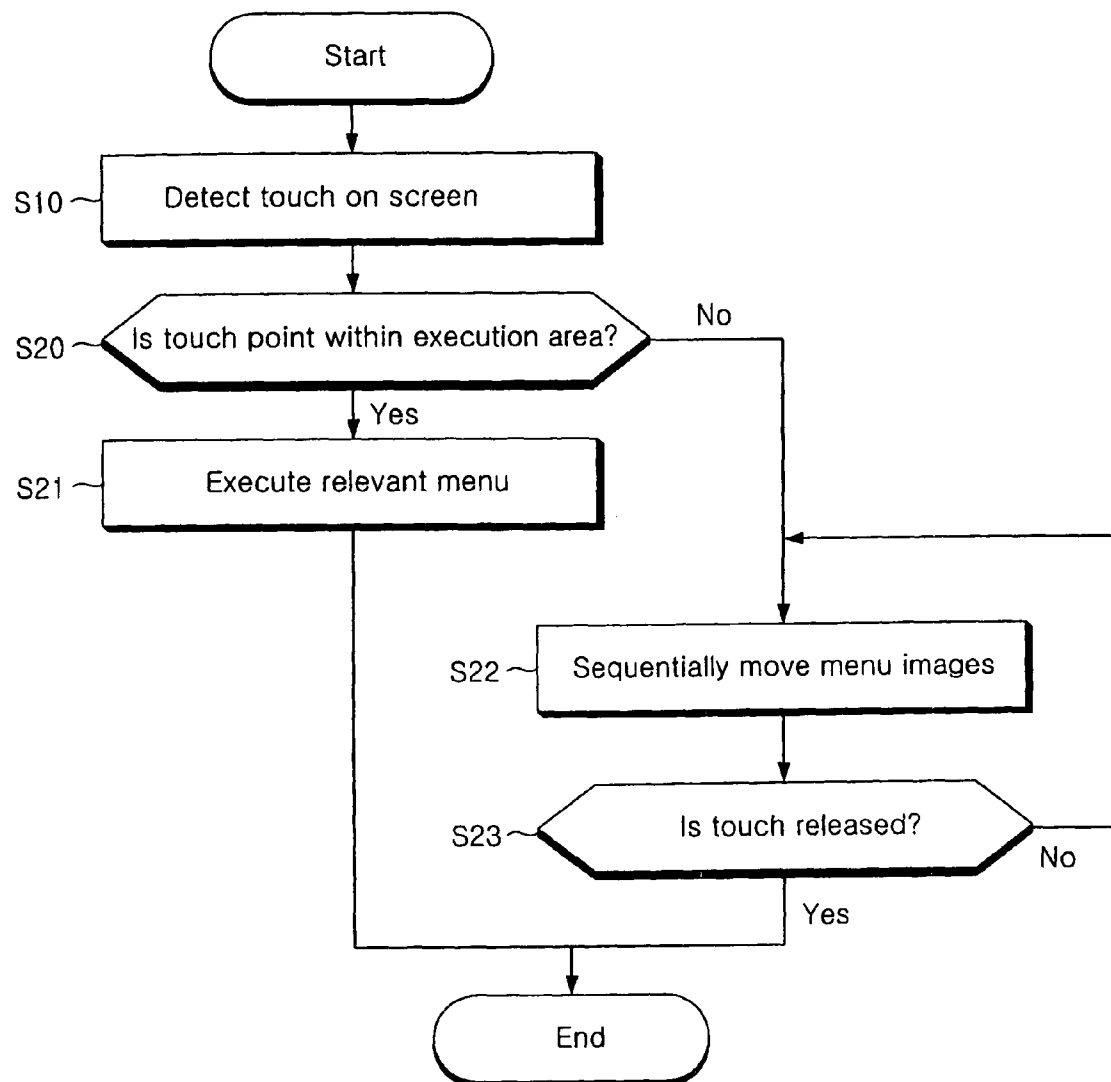 Start
S10
Detect touch on screen
S20
Is touch point within execution area?
No
Yes
S21
Execute relevant menu
S22
Sequentially move menu images
S23
Is touch released?
No
Yes
End